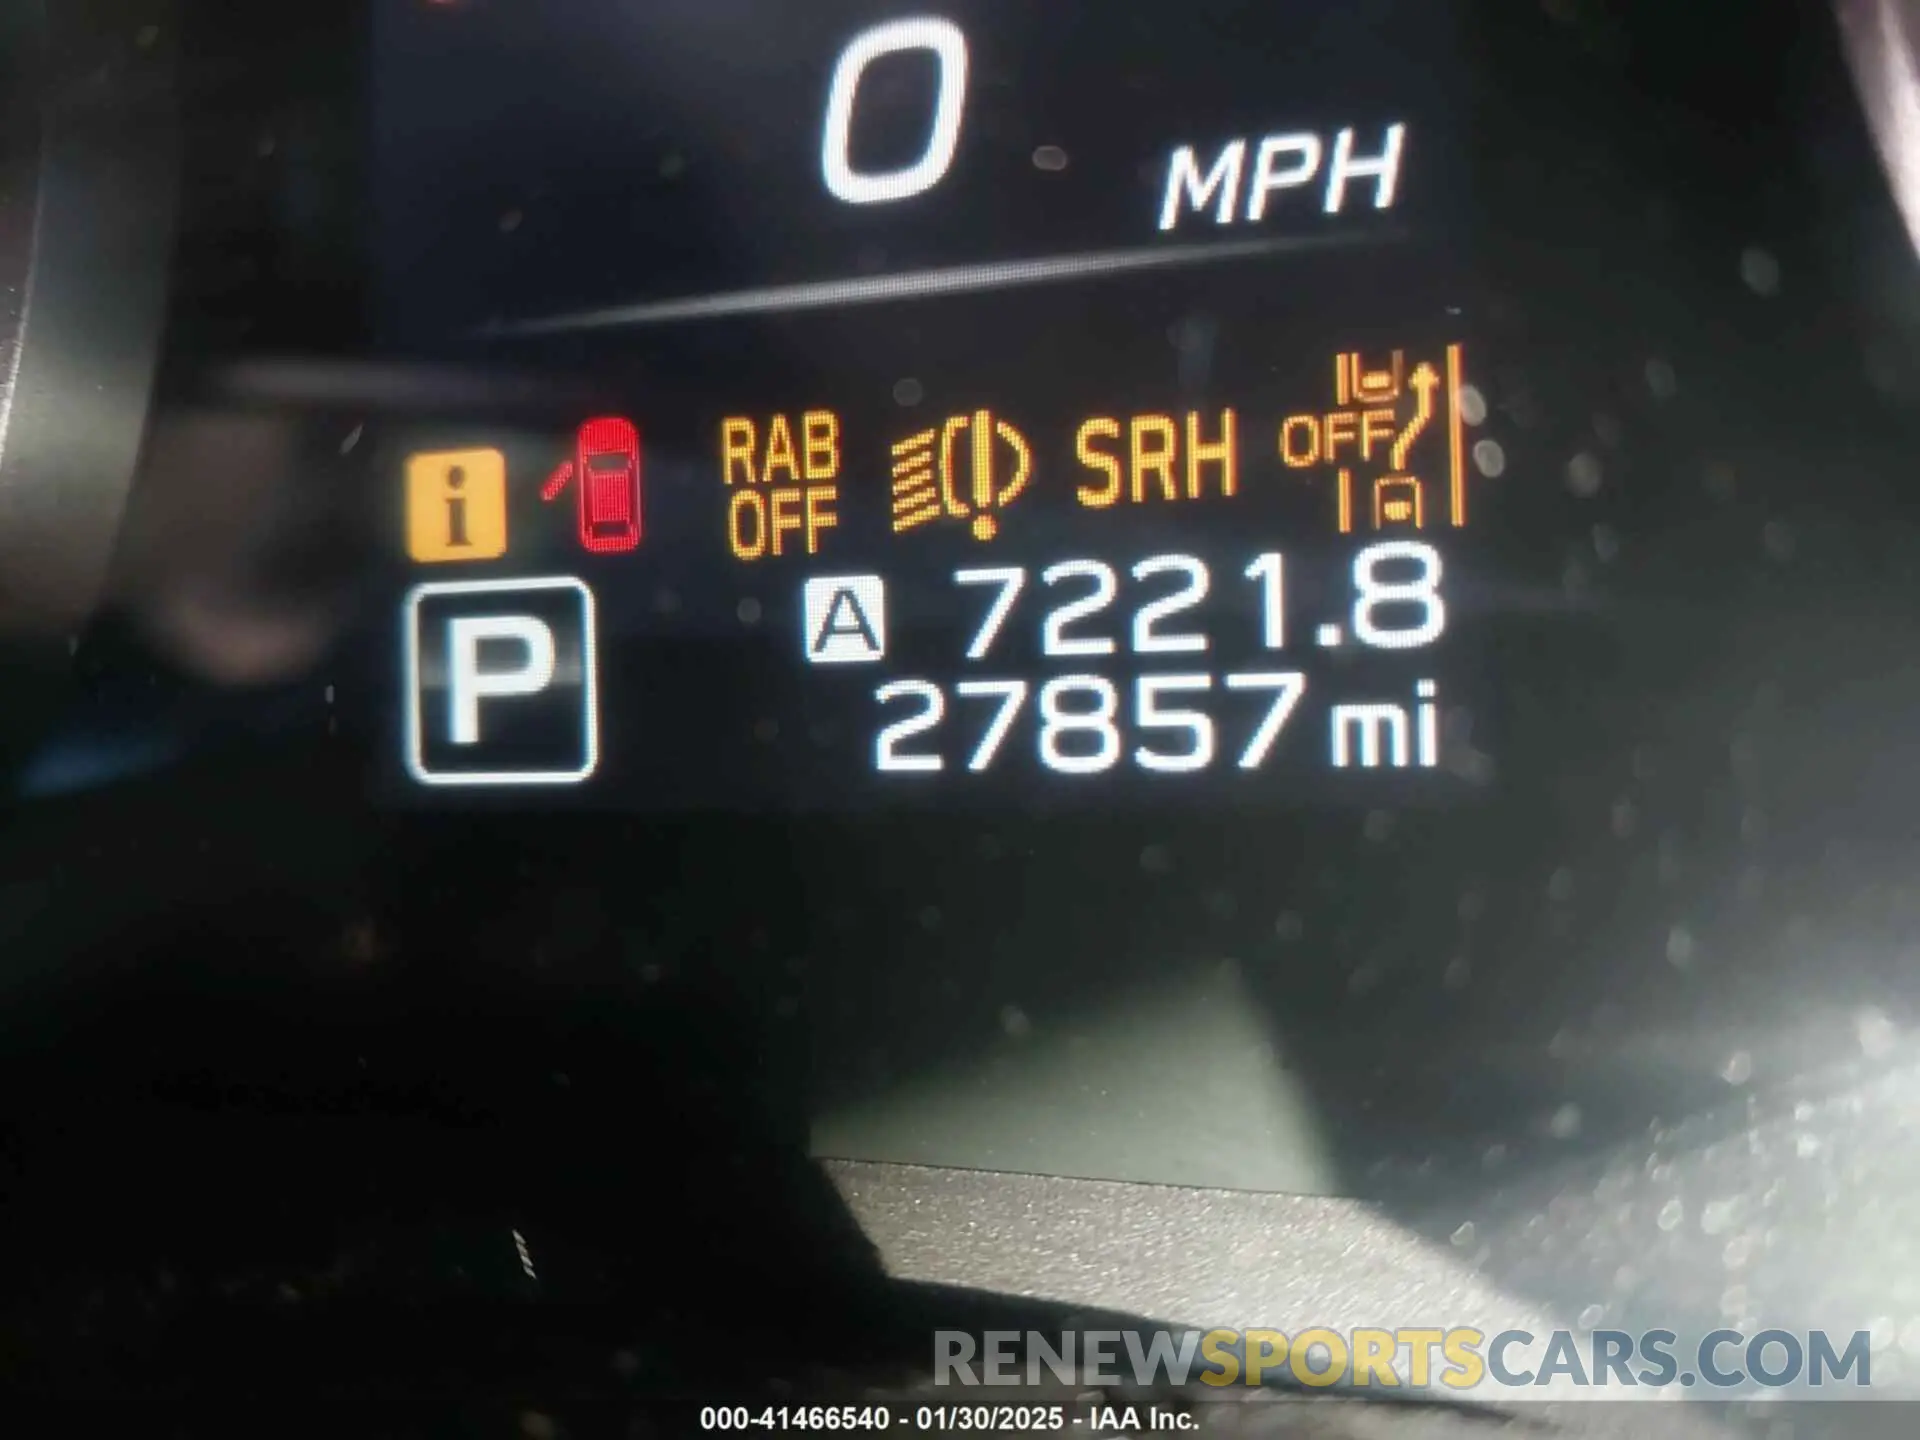 0
MPH
i RAB OFF SRH OFF
P A 7221.8
27857 mi
RENEWSPORTSCARS.COM
000-41466540 - 01/30/2025 - IAA Inc.